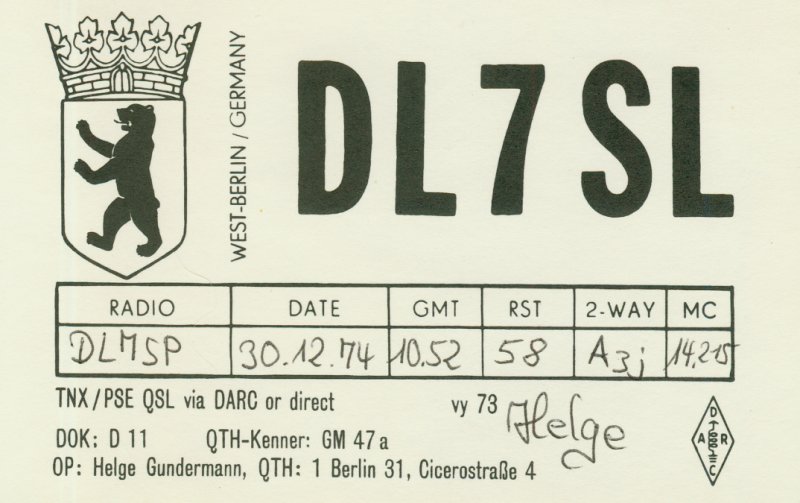 WEST-BERLIN / GERMANY
DL7SL
RADIO DATE GMT RST 2-WAY MC
DLMSP 30.12.74 10.52 58 A3j 14,215
TNX/PSE QSL via DARC or direct vy 73 Helge
DOK: D 11 QTH-Kenner: GM 47a
OP: Helge Gundermann, QTH: 1 Berlin 31, Cicerostraße 4
DARC